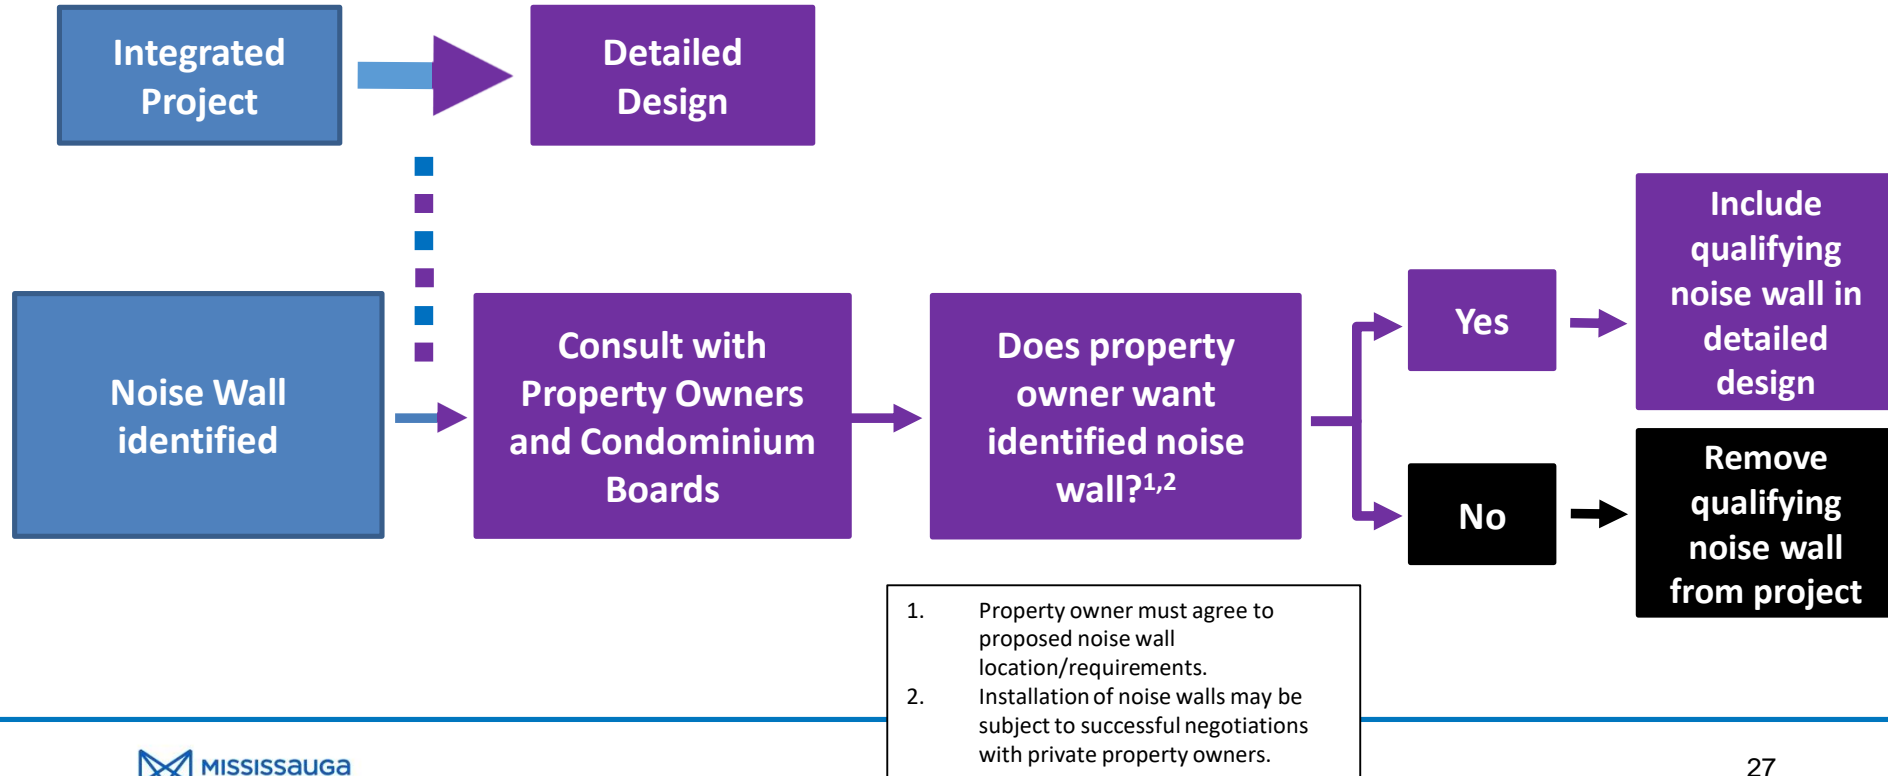 Integrated
Project
Detailed
Design
Noise Wall
identified
Consult with
Property Owners
and Condominium
Boards
Does property
owner want
identified noise
wall?1,2
Yes
Include
qualifying
noise wall in
detailed
design
No
Remove
qualifying
noise wall
from project
1. Property owner must agree to
proposed noise wall
location/requirements.
2. Installation of noise walls may be
subject to successful negotiations
with private property owners.
MISSISSAUGA
27